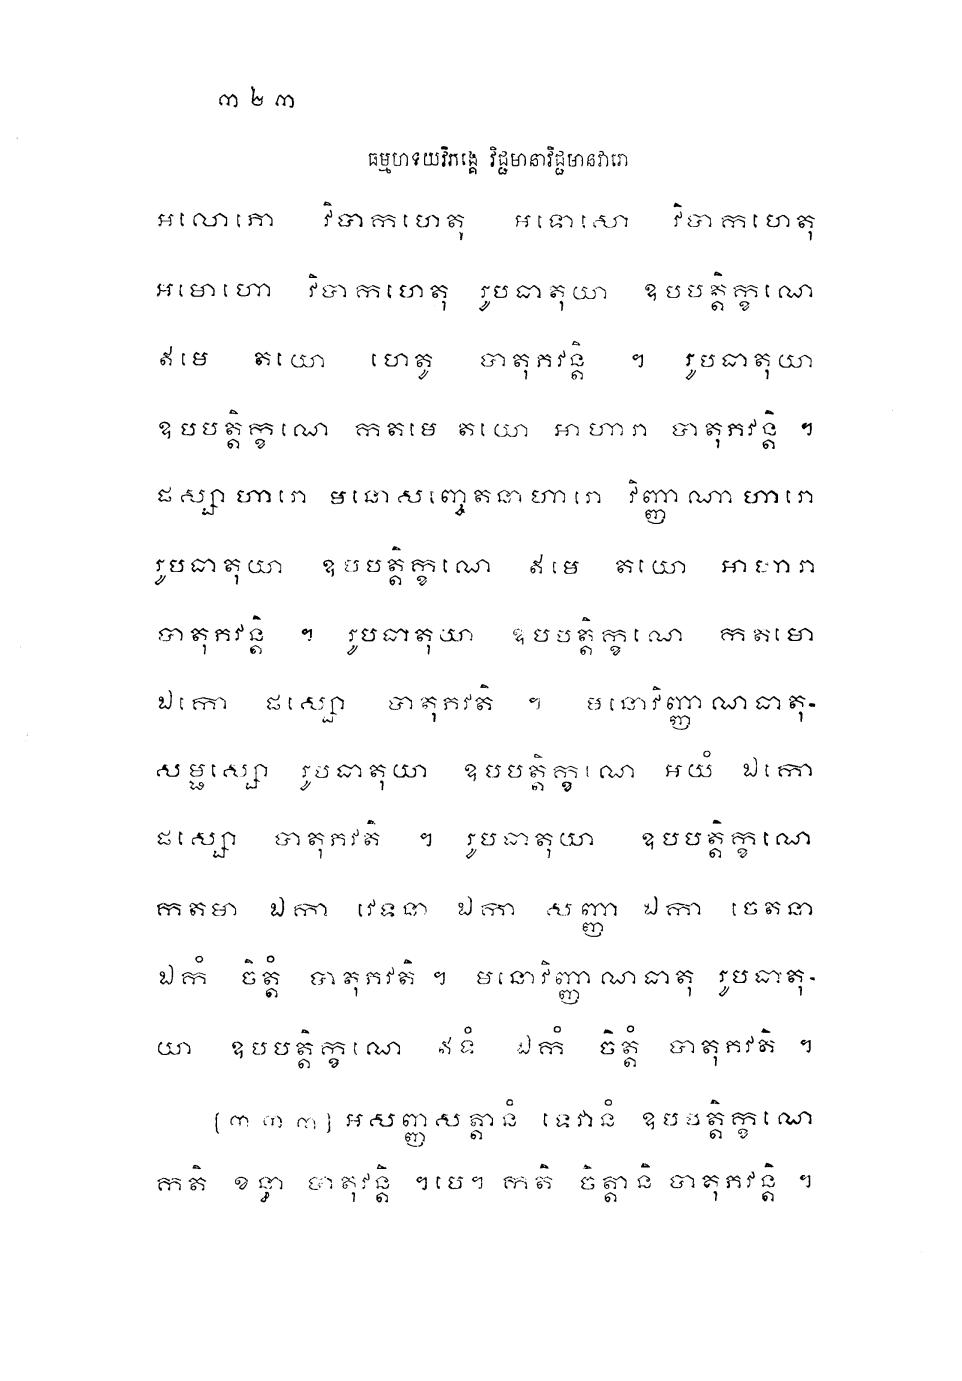 ៣២៣
ធម្មហទយវិភង្គេ វិជ្ជមានាវិជ្ជមានវារោ
អលោភោ វិបាកហេតុ អទោសោ វិបាកហេតុ
អមោហោ វិបាកហេតុ រូបធាតុយា ឧបបត្តិក្ខណេ
ឥមេ តយោ ហេតូ បាតុភវន្តិ ។ រូបធាតុយា
ឧបបត្តិក្ខណេ កតមេ តយោ អាហារា បាតុភវន្តិ ។
ផស្សាហារោ មនោសញ្ចេតនាហារោ វិញ្ញាណាហារោ
រូបធាតុយា ឧបបត្តិក្ខណេ ឥមេ តយោ អាហារា
បាតុភវន្តិ ។ រូបធាតុយា ឧបបត្តិក្ខណេ កតមោ
ឯកោ ផស្សោ បាតុភវតិ ។ មនោវិញ្ញាណធាតុ-
សម្ផស្សោ រូបធាតុយា ឧបបត្តិក្ខណេ អយំ ឯកោ
ផស្សោ បាតុភវតិ ។ រូបធាតុយា ឧបបត្តិក្ខណេ
កតមា ឯកា វេទនា ឯកា សញ្ញា ឯកា ចេតនា
ឯកំ ចិត្តំ បាតុភវតិ ។ មនោវិញ្ញាណធាតុ រូបធាតុ-
យា ឧបបត្តិក្ខណេ ឥទំ ឯកំ ចិត្តំ បាតុភវតិ ។
(៣៣៣) អសញ្ញសត្តានំ ទេវានំ ឧបបត្តិក្ខណេ
កតិ ខន្ធា បាតុវន្តិ ។បេ។ កតិ ចិត្តានិ បាតុភវន្តិ ។